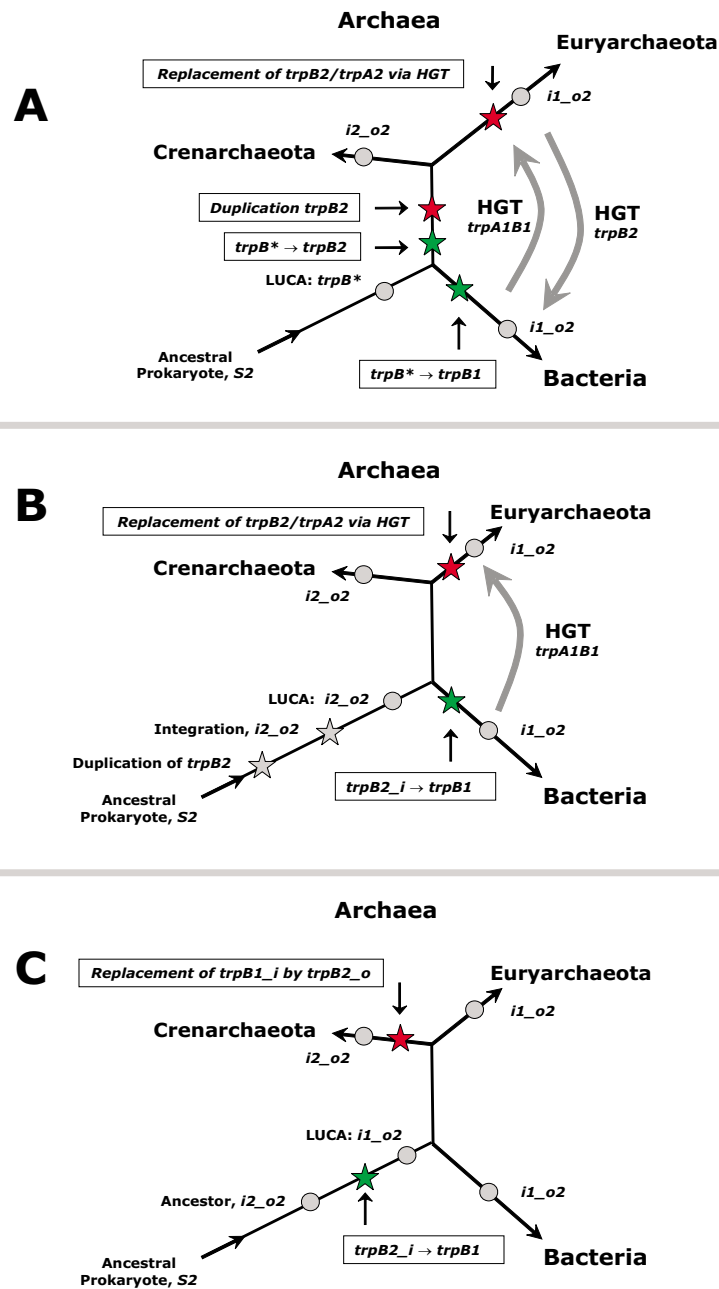 Archaea
Euryarchaeota
Replacement of trpB2/trpA2 via HGT
A
i1_o2
i2_o2
Crenarchaeota
Duplication trpB2
HGT
trpA1B1
HGT
trpB2
trpB* → trpB2
LUCA: trpB*
i1_o2
Ancestral
Prokaryote, S2
trpB* → trpB1
Bacteria
Archaea
B
Euryarchaeota
Replacement of trpB2/trpA2 via HGT
i1_o2
Crenarchaeota
i2_o2
HGT
trpA1B1
LUCA: i2_o2
Integration, i2_o2
i1_o2
Duplication of trpB2
trpB2_i → trpB1
Ancestral
Prokaryote, S2
Bacteria
Archaea
C
Replacement of trpB1_i by trpB2_o
Euryarchaeota
i1_o2
Crenarchaeota
i2_o2
LUCA: i1_o2
Ancestor, i2_o2
i1_o2
trpB2_i → trpB1
Ancestral
Prokaryote, S2
Bacteria